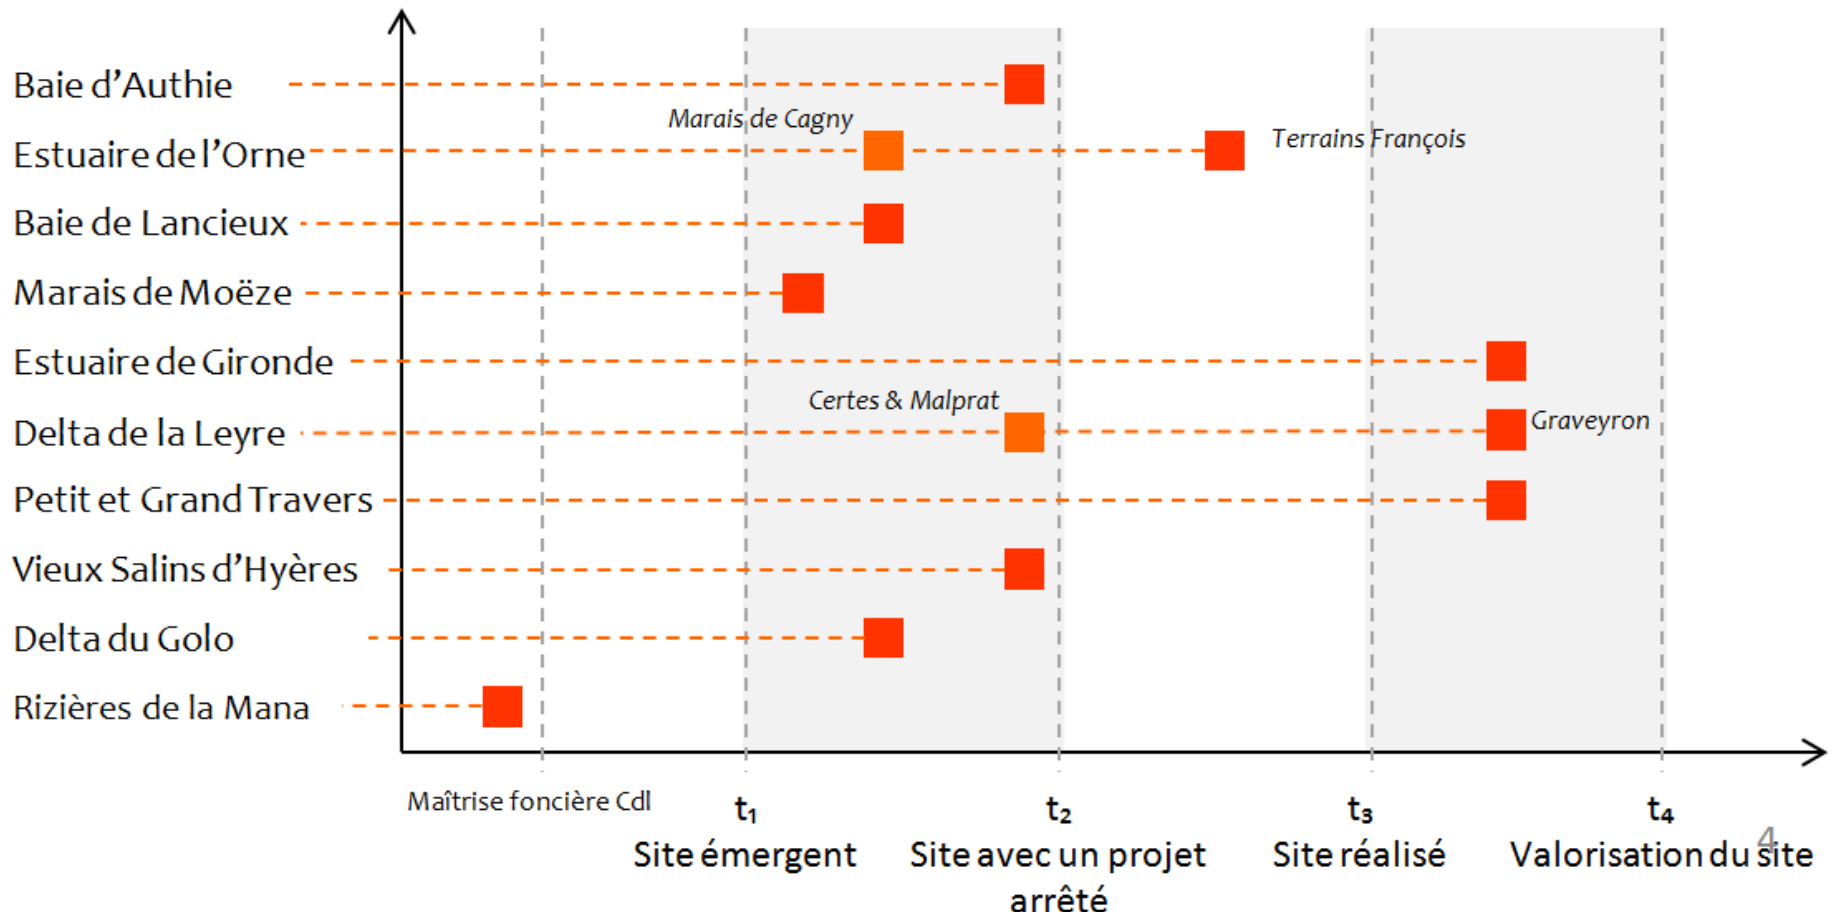 Baie d’Authie
Marais de Cagny
Estuaire de l’Orne
Terrains François
Baie de Lancieux
Marais de Moëze
Estuaire de Gironde
Certes & Malprat
Delta de la Leyre
Graveyron
Petit et Grand Travers
Vieux Salins d’Hyères
Delta du Golo
Rizières de la Mana
Maîtrise foncière Cdl
t₁
t₂
t₃
t₄
Site émergent
Site avec un projet
arrêté
Site réalisé
Valorisation du site
4